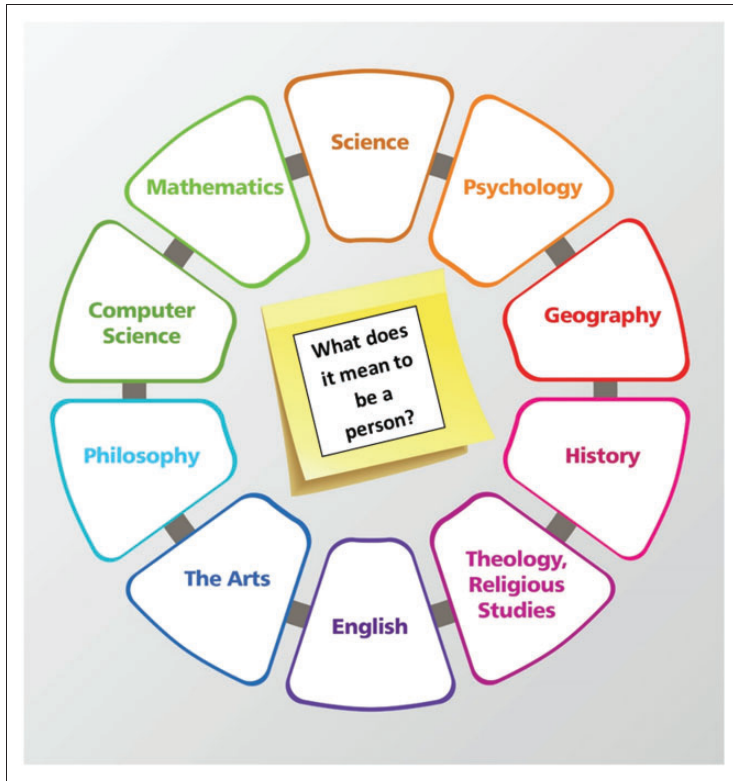 Science
Psychology
Geography
History
Theology,
Religious
Studies
English
The Arts
Philosophy
Computer
Science
Mathematics
What does
it mean to
be a
person?